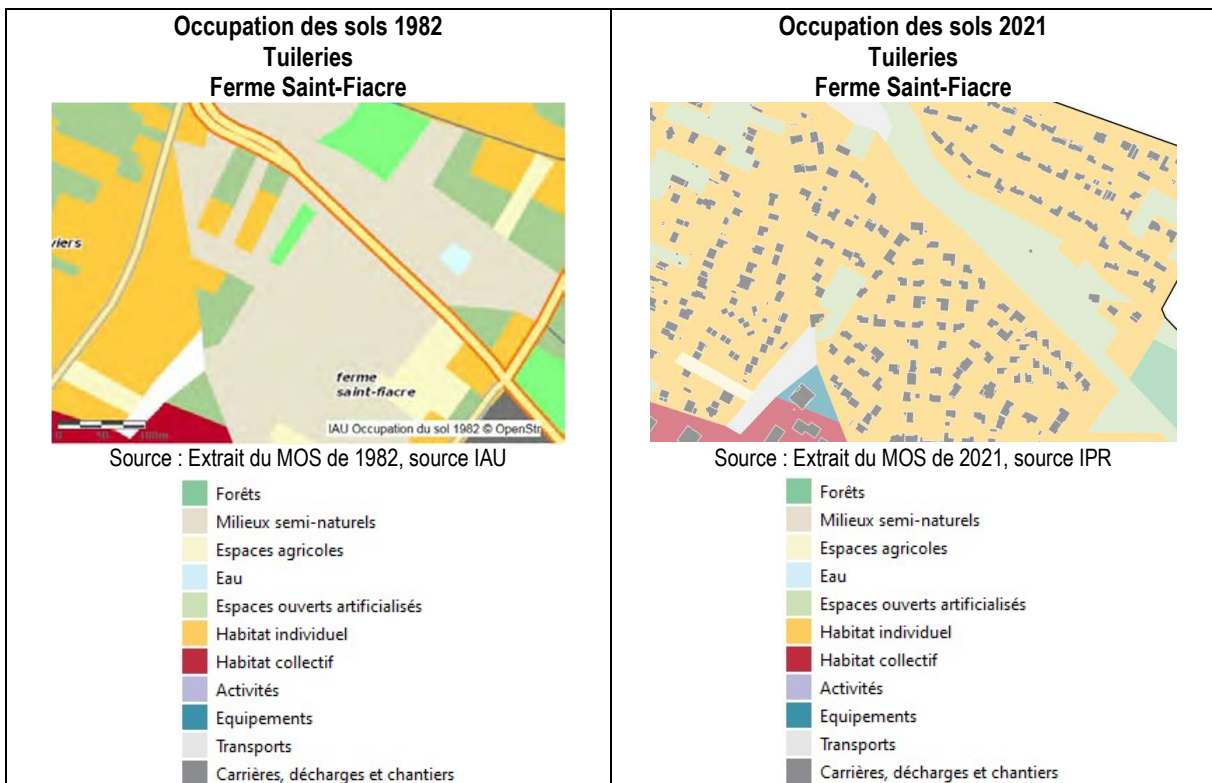 Occupation des sols 1982
Tuileries
Ferme Saint-Fiacre
viers
ferme
saint-fiacre
0 50 100m
IAU Occupation du sol 1982 © OpenStr
Source : Extrait du MOS de 1982, source IAU
Forêts
Milieux semi-naturels
Espaces agricoles
Eau
Espaces ouverts artificialisés
Habitat individuel
Habitat collectif
Activités
Equipements
Transports
Carrières, décharges et chantiers
Occupation des sols 2021
Tuileries
Ferme Saint-Fiacre
Source : Extrait du MOS de 2021, source IPR
Forêts
Milieux semi-naturels
Espaces agricoles
Eau
Espaces ouverts artificialisés
Habitat individuel
Habitat collectif
Activités
Equipements
Transports
Carrières, décharges et chantiers